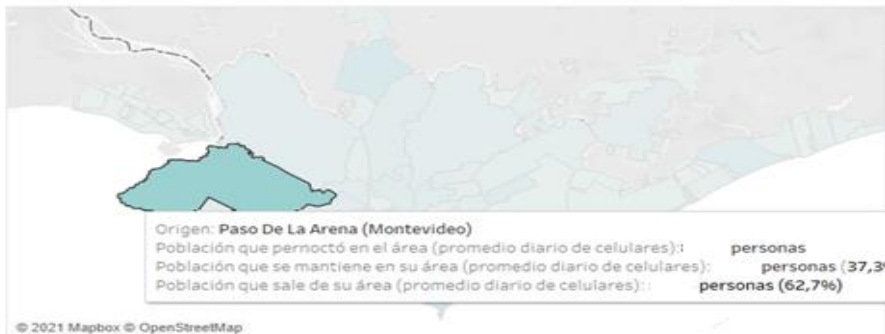 Origen: Paso De La Arena (Montevideo)
Población que pernoctó en el área (promedio diario de celulares): personas
Población que se mantiene en su área (promedio diario de celulares): personas (37,3%
Población que sale de su área (promedio diario de celulares): personas (62,7%)
© 2021 Mapbox © OpenStreetMap